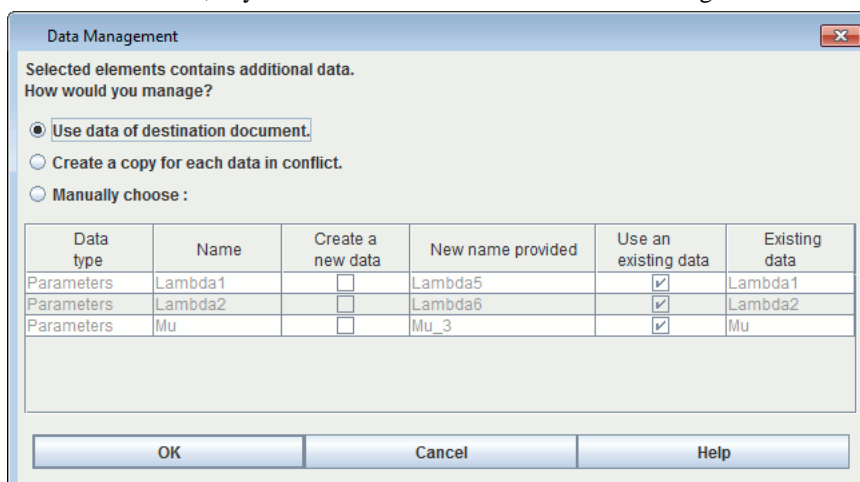 Data Management
Selected elements contains additional data.
How would you manage?
Use data of destination document.
Create a copy for each data in conflict.
Manually choose :
Data type Name Create a new data New name provided Use an existing data Existing data
Parameters Lambda1 Lambda5 Lambda1
Parameters Lambda2 Lambda6 Lambda2
Parameters Mu Mu_3 Mu
OK Cancel Help